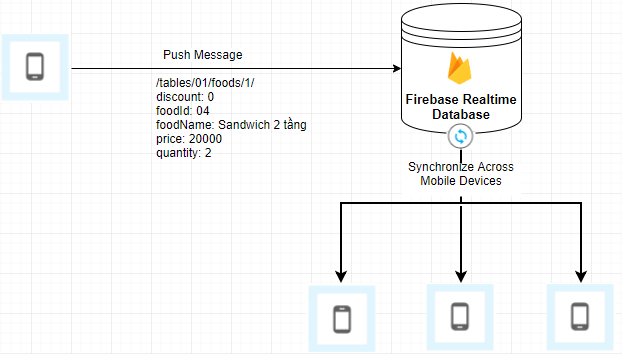 Push Message
/tables/01/foods/1/
discount: 0
foodId: 04
foodName: Sandwich 2 tầng
price: 20000
quantity: 2
Firebase Realtime
Database
Synchronize Across
Mobile Devices